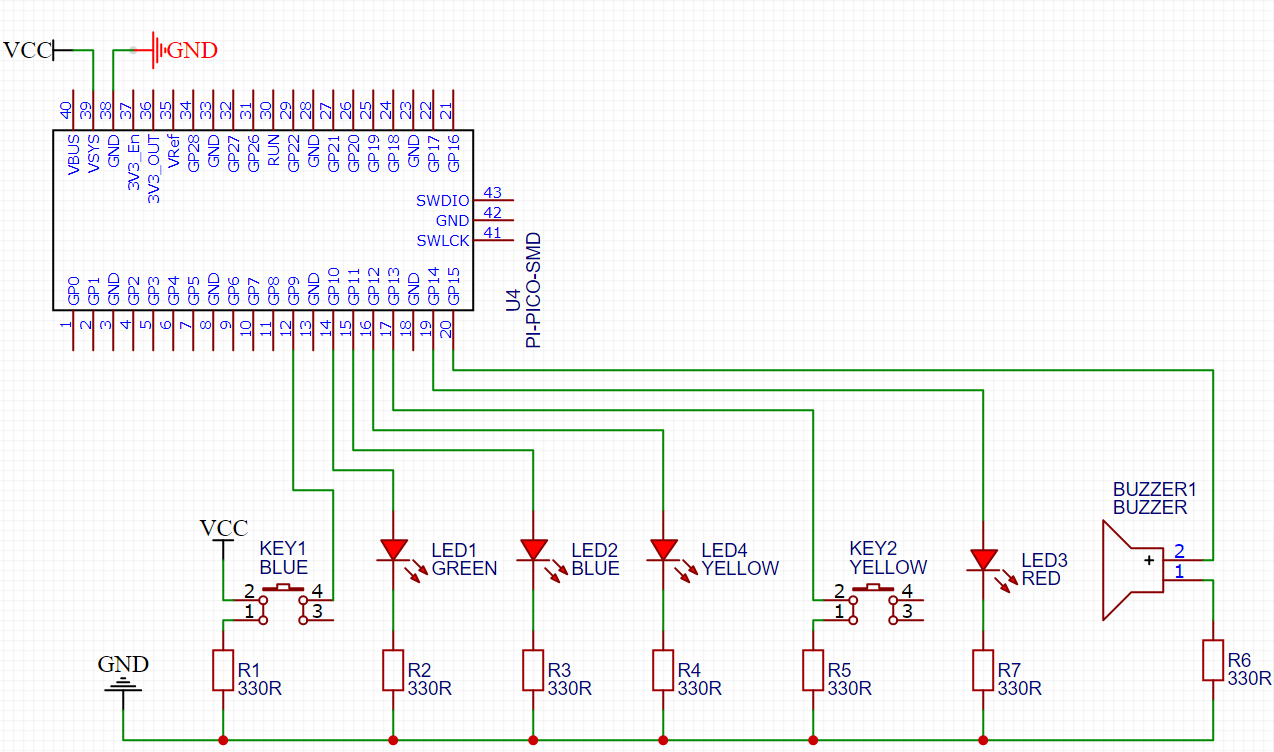 VCC
GND
40 39 38 37 36 35 34 33 32 31 30 29 28 27 26 25 24 23 22 21
VBUS VSYS GND 3V3_En 3V3_OUT VRef GP28 GND GP27 GP26 RUN GP22 GND GP21 GP20 GP19 GP18 GND GP17 GP16
SWDIO 43
GND 42
SWLCK 41
GP0 GP1 GND GP2 GP3 GP4 GP5 GND GP6 GP7 GP8 GP9 GND GP10 GP11 GP12 GP13 GND GP14 GP15
1 2 3 4 5 6 7 8 9 10 11 12 13 14 15 16 17 18 19 20
U4
PI-PICO-SMD
VCC
KEY1
BLUE
2 4
1 3
LED1
GREEN
LED2
BLUE
LED4
YELLOW
KEY2
YELLOW
2 4
1 3
LED3
RED
BUZZER1
BUZZER
+ 2
1
GND
R1
330R
R2
330R
R3
330R
R4
330R
R5
330R
R7
330R
R6
330R